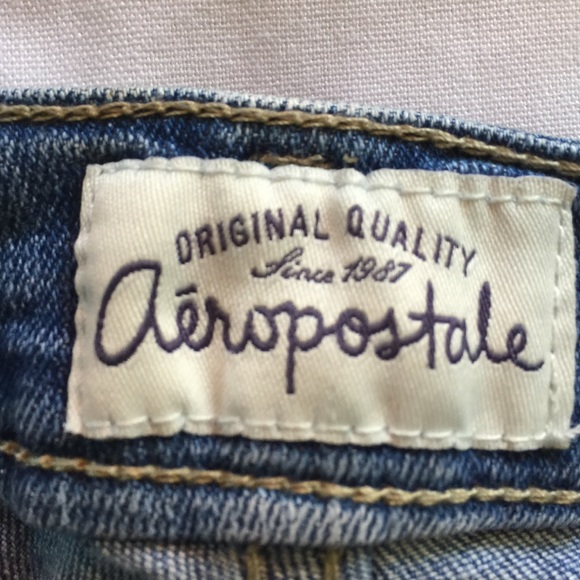 ORIGINAL QUALITY
Since 1987
Aéropostale